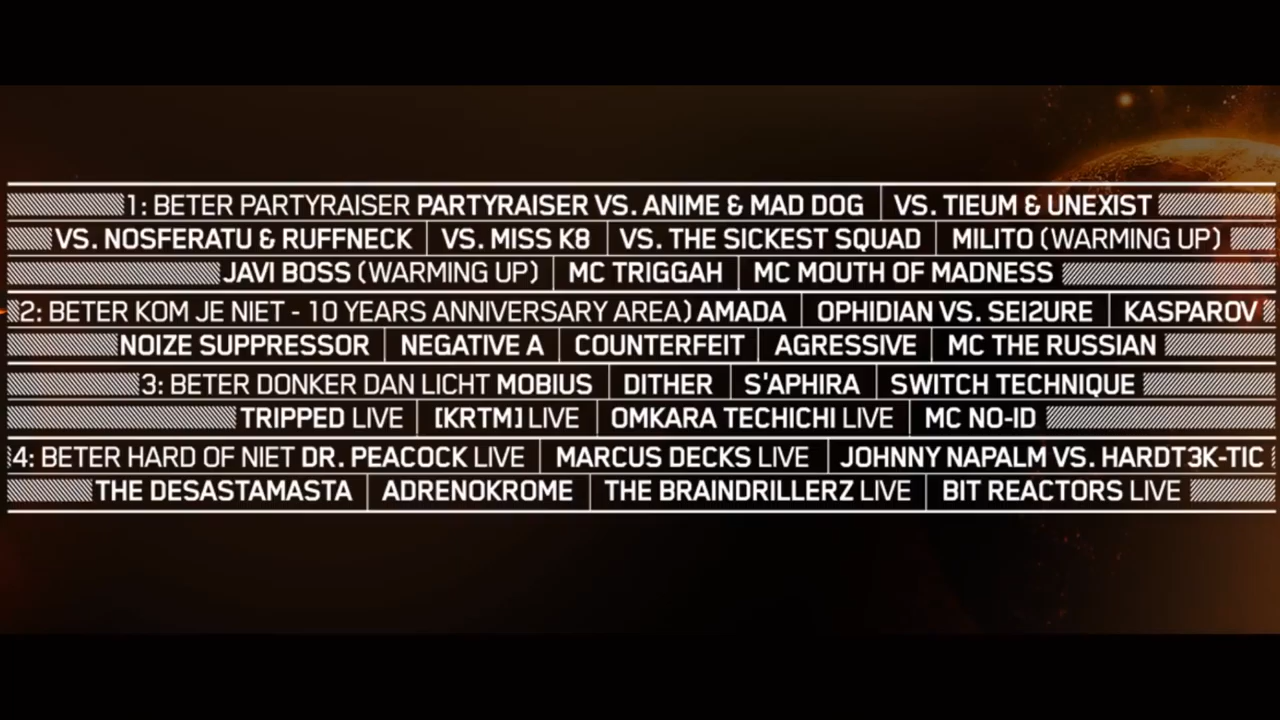 1: BETER PARTYRAISER PARTYRAISER VS. ANIME & MAD DOG VS. TIEUM & UNEXIST
VS. NOSFERATU & RUFFNECK VS. MISS K8 VS. THE SICKEST SQUAD MILITO (WARMING UP)
JAVI BOSS (WARMING UP) MC TRIGGAH MC MOUTH OF MADNESS
2: BETER KOM JE NIET - 10 YEARS ANNIVERSARY AREA) AMADA OPHIDIAN VS. SEI2URE KASPAROV
NOIZE SUPPRESSOR NEGATIVE A COUNTERFEIT AGRESSIVE MC THE RUSSIAN
3: BETER DONKER DAN LICHT MOBIUS DITHER S'APHIRA SWITCH TECHNIQUE
TRIPPED LIVE [KRTM] LIVE OMKARA TECHICHI LIVE MC NO-ID
4: BETER HARD OF NIET DR. PEACOCK LIVE MARCUS DECKS LIVE JOHNNY NAPALM VS. HARDT3K-TIC
THE DESASTAMASTA ADRENOKROME THE BRAINDRILLERZ LIVE BIT REACTORS LIVE